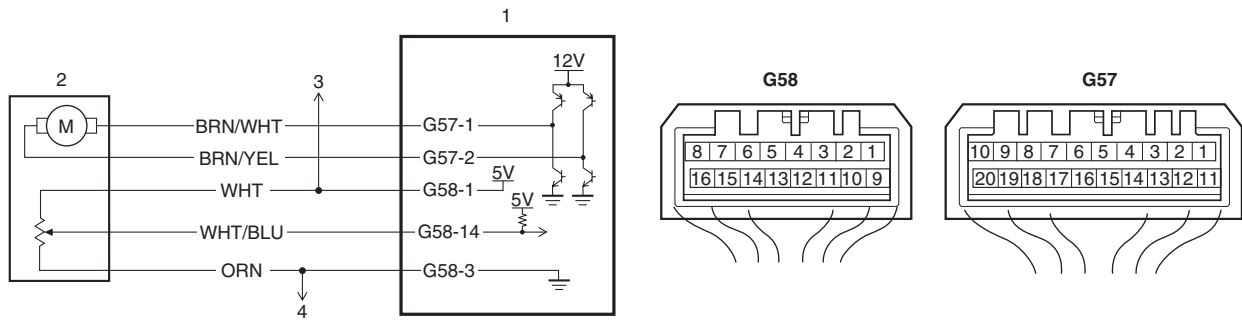 1
2
3
12V
M
BRN/WHT
G57-1
BRN/YEL
G57-2
WHT
G58-1
5V
5V
WHT/BLU
G58-14
ORN
G58-3
4
G58
8 7 6 5 4 3 2 1
16 15 14 13 12 11 10 9
G57
10 9 8 7 6 5 4 3 2 1
20 19 18 17 16 15 14 13 12 11